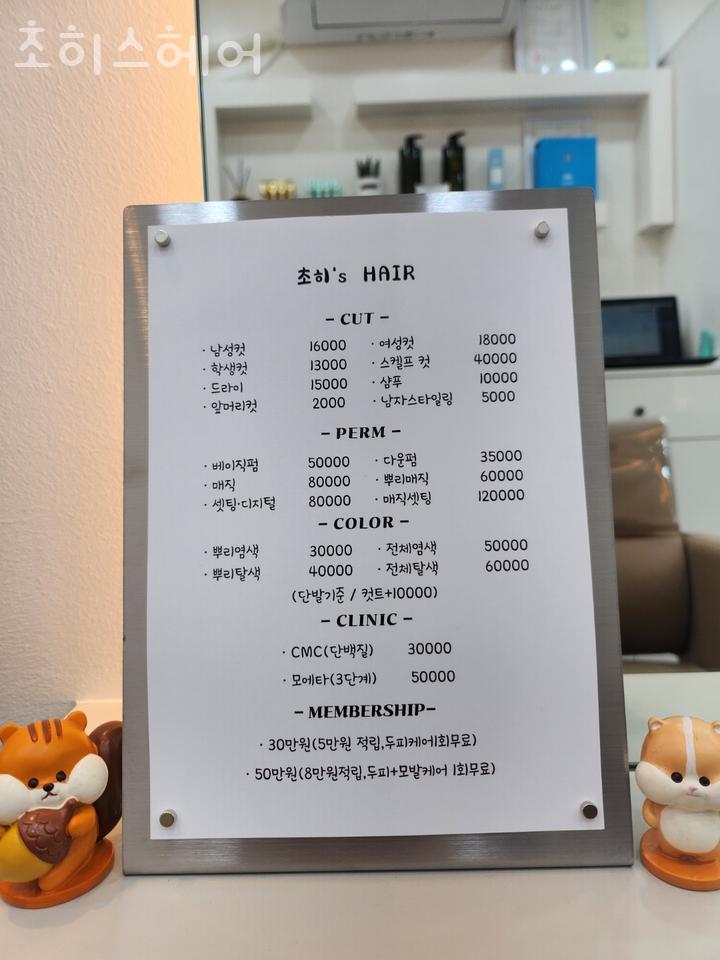 초히스헤어
초히's HAIR
- CUT -
· 남성컷 16000 · 여성컷 18000
· 학생컷 13000 · 스켈프 컷 40000
· 드라이 15000 · 샴푸 10000
· 앞머리컷 2000 · 남자스타일링 5000
- PERM -
· 베이직펌 50000 · 다운펌 35000
· 매직 80000 · 뿌리매직 60000
· 셋팅·디지털 80000 · 매직셋팅 120000
- COLOR -
· 뿌리염색 30000 · 전체염색 50000
· 뿌리탈색 40000 · 전체탈색 60000
(단발기준 / 컷트+10000)
- CLINIC -
· CMC(단백질) 30000
· 모에타(3단계) 50000
- MEMBERSHIP-
· 30만원(5만원 적립,두피케어1회무료)
· 50만원(8만원적립,두피+모발케어 1회무료)